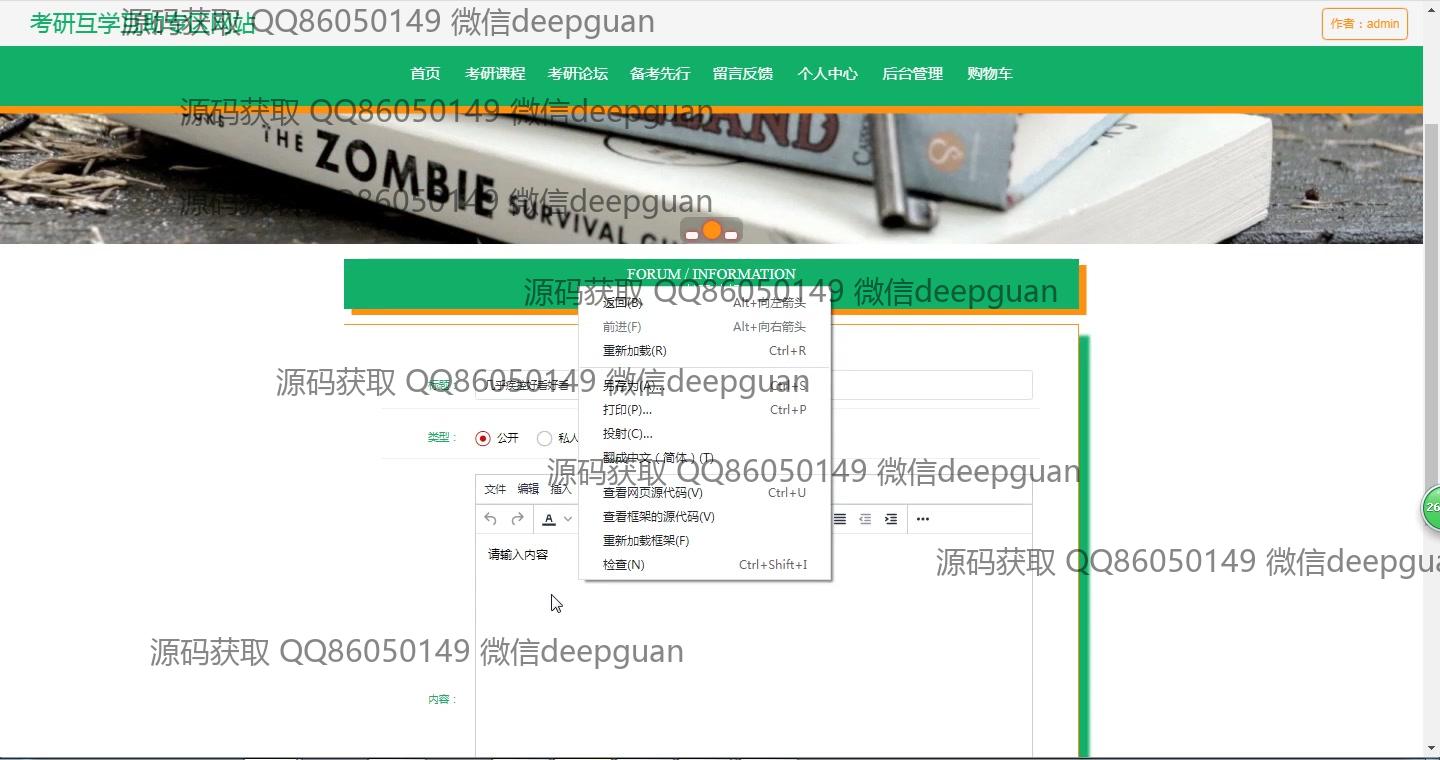 考研互学互助专区网站
源码获取 QQ86050149 微信deepguan
作者：admin
首页 考研课程 考研论坛 备考先行 留言反馈 个人中心 后台管理 购物车
源码获取 QQ86050149 微信deepguan
THE ZOMBIE SURVIVAL
源码获取 QQ86050149 微信deepguan
FORUM / INFORMATION
源码获取 QQ86050149 微信deepguan
返回(B) Alt+向左箭头
前进(F) Alt+向右箭头
重新加载(R) Ctrl+R
标题：
源码获取 QQ86050149 微信deepguan
另存为(A)... Ctrl+S
打印(P)... Ctrl+P
类型： 公开 私人
投射(C)...
翻成中文（简体）(T)
源码获取 QQ86050149 微信deepguan
文件 编辑 插入
查看网页源代码(V) Ctrl+U
查看框架的源代码(V)
A
重新加载框架(F)
请输入内容
检查(N) Ctrl+Shift+I
26
源码获取 QQ86050149 微信deepgua
源码获取 QQ86050149 微信deepguan
内容：